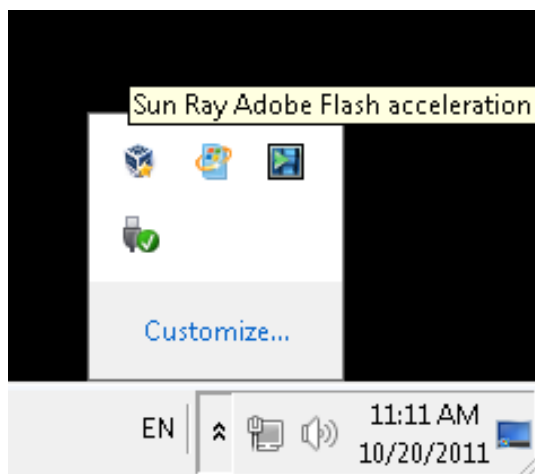 Sun Ray Adobe Flash acceleration
Customize...
EN
11:11 AM
10/20/2011